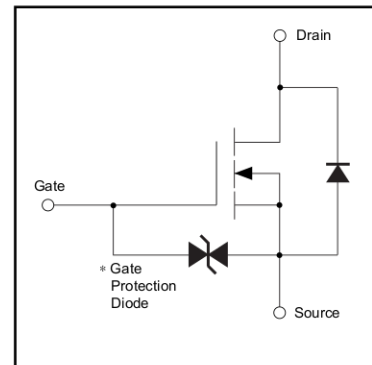 Drain
Gate
* Gate
Protection
Diode
Source